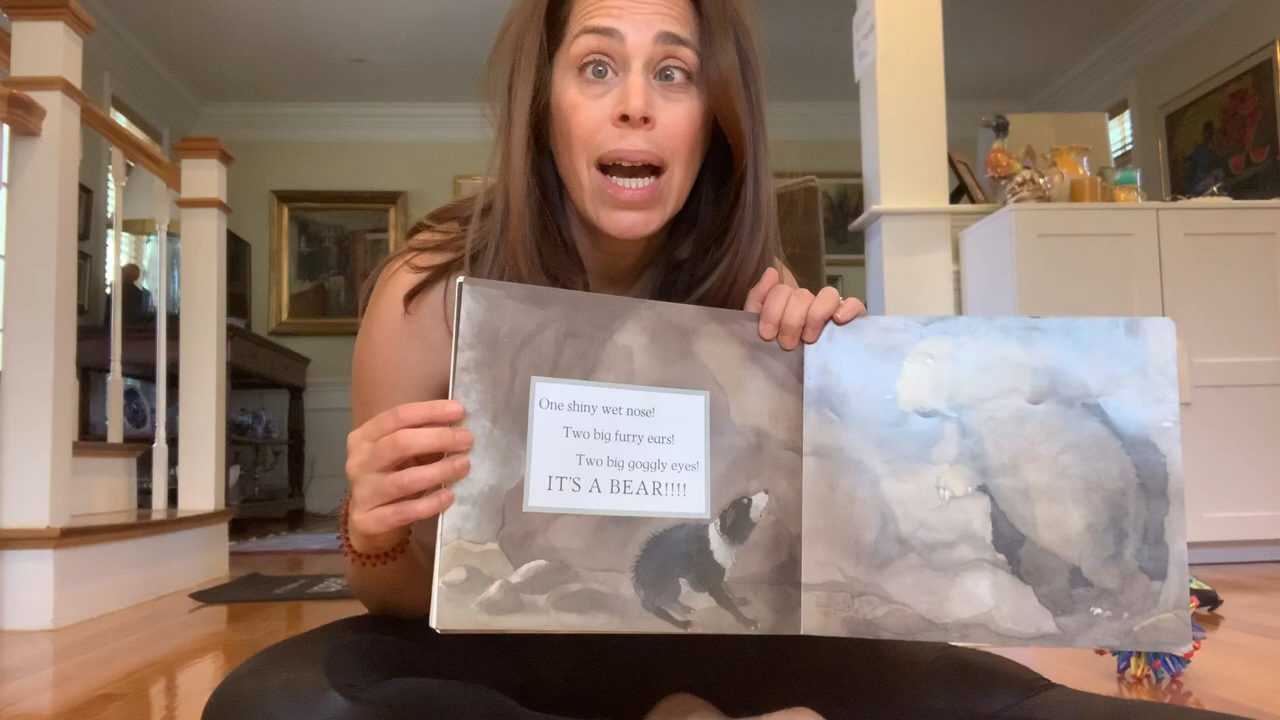 One shiny wet nose!
Two big furry ears!
Two big goggly eyes!
IT'S A BEAR!!!!